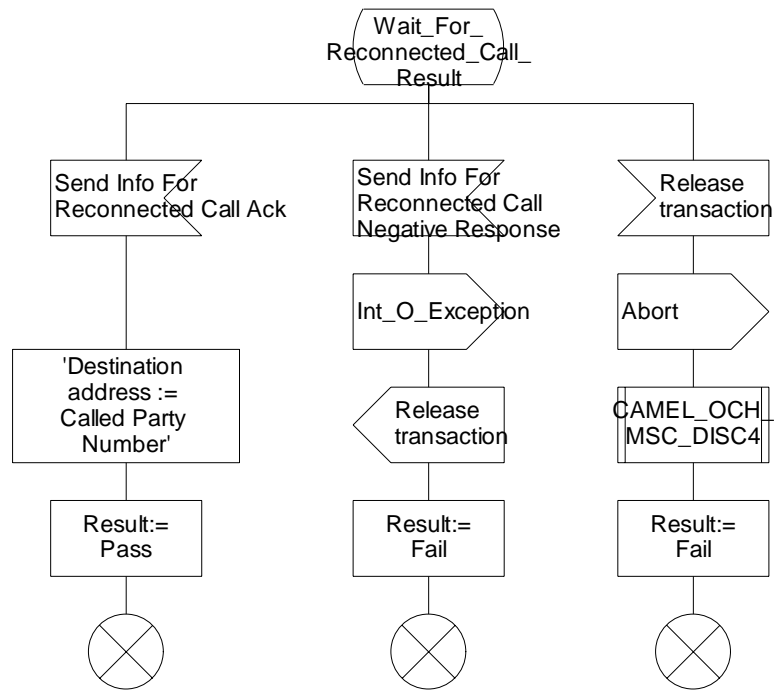 Wait_For_
Reconnected_Call_
Result
Send Info For
Reconnected Call Ack
Send Info For
Reconnected Call
Negative Response
Release
transaction
Int_O_Exception
Abort
'Destination
address :=
Called Party
Number'
Release
transaction
CAMEL_OCH_
MSC_DISC4
Result:=
Pass
Result:=
Fail
Result:=
Fail